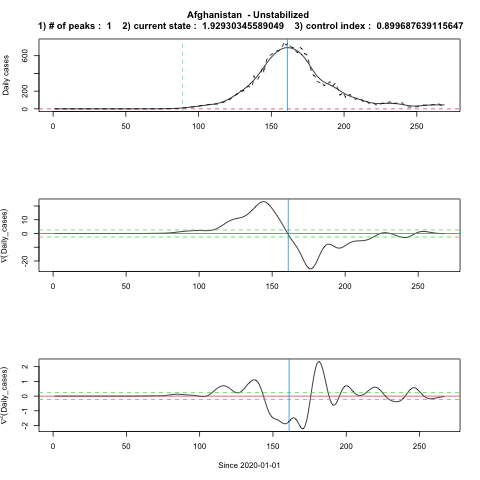 Afghanistan - Unstabilized
1) # of peaks : 1 2) current state : 1.92930345589049 3) control index : 0.899687639115647
Daily cases
600
200
0
0 50 100 150 200 250
∇(Daily_cases)
10
0
-20
0 50 100 150 200 250
∇²(Daily_cases)
2
1
0
-1
-2
0 50 100 150 200 250
Since 2020-01-01